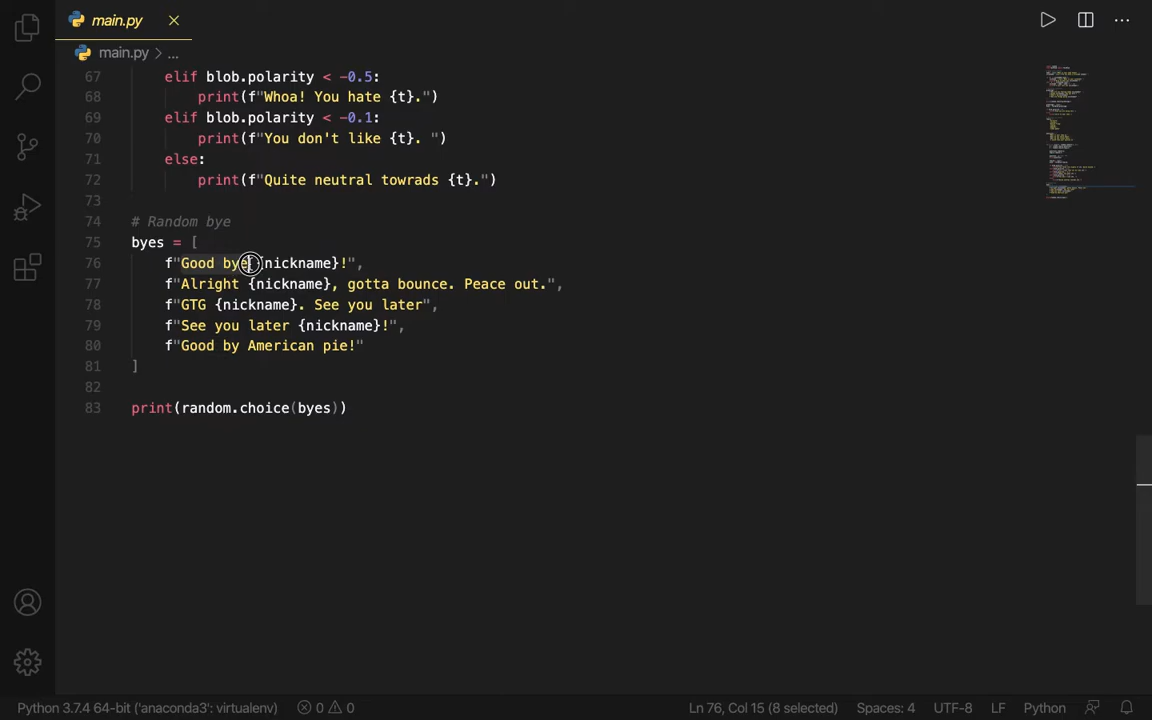 main.py
main.py > ...
67 elif blob.polarity < -0.5:
68 print(f"Whoa! You hate {t}.")
69 elif blob.polarity < -0.1:
70 print(f"You don't like {t}. ")
71 else:
72 print(f"Quite neutral towrads {t}.")
73
74 # Random bye
75 byes = [
76 f"Good bye {nickname}!",
77 f"Alright {nickname}, gotta bounce. Peace out.",
78 f"GTG {nickname}. See you later",
79 f"See you later {nickname}!",
80 f"Good by American pie!"
81 ]
82
83 print(random.choice(byes))
Python 3.7.4 64-bit ('anaconda3': virtualenv) 0 0 Ln 76, Col 15 (8 selected) Spaces: 4 UTF-8 LF Python